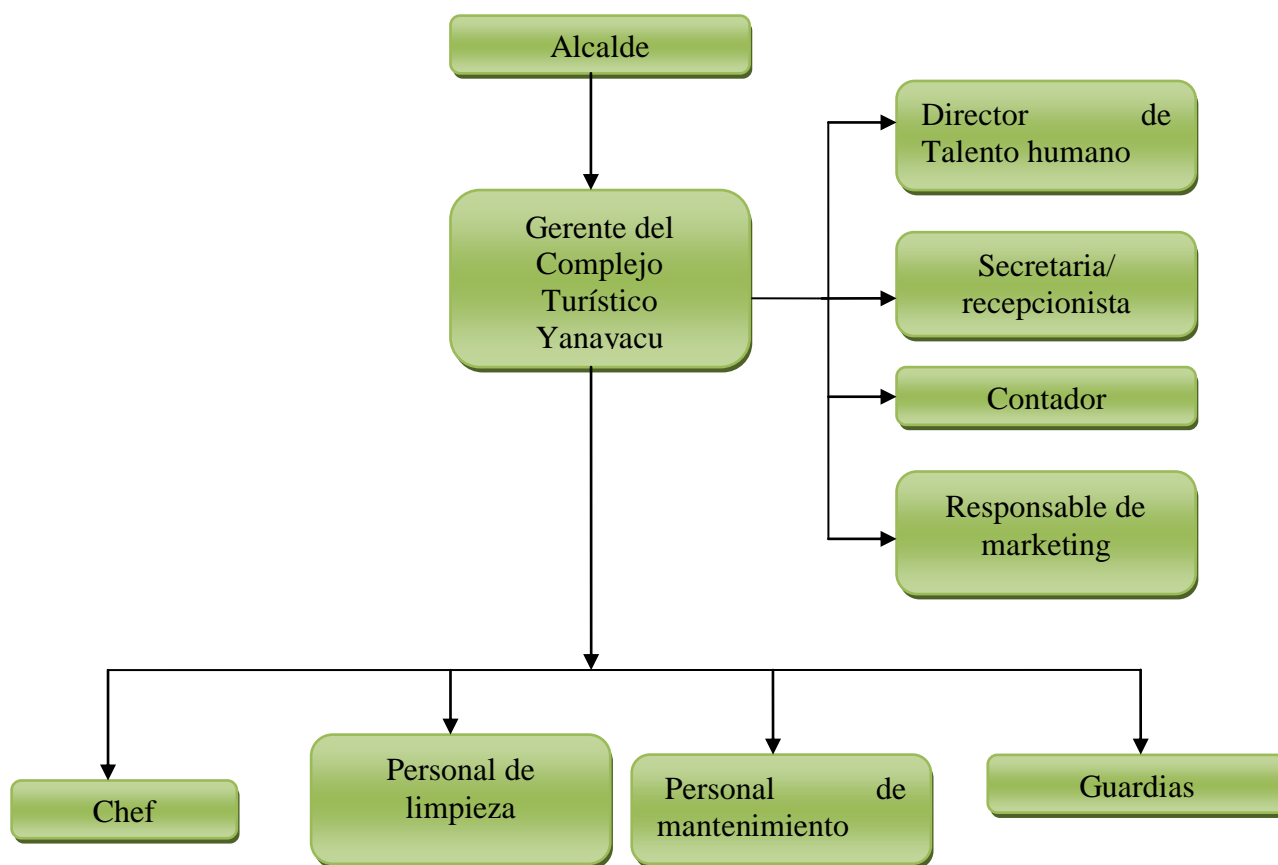 Alcalde
Director de
Talento humano
Gerente del
Complejo
Turístico
Yanavacu
Secretaria/
recepcionista
Contador
Responsable de
marketing
Chef
Personal de
limpieza
Personal de
mantenimiento
Guardias